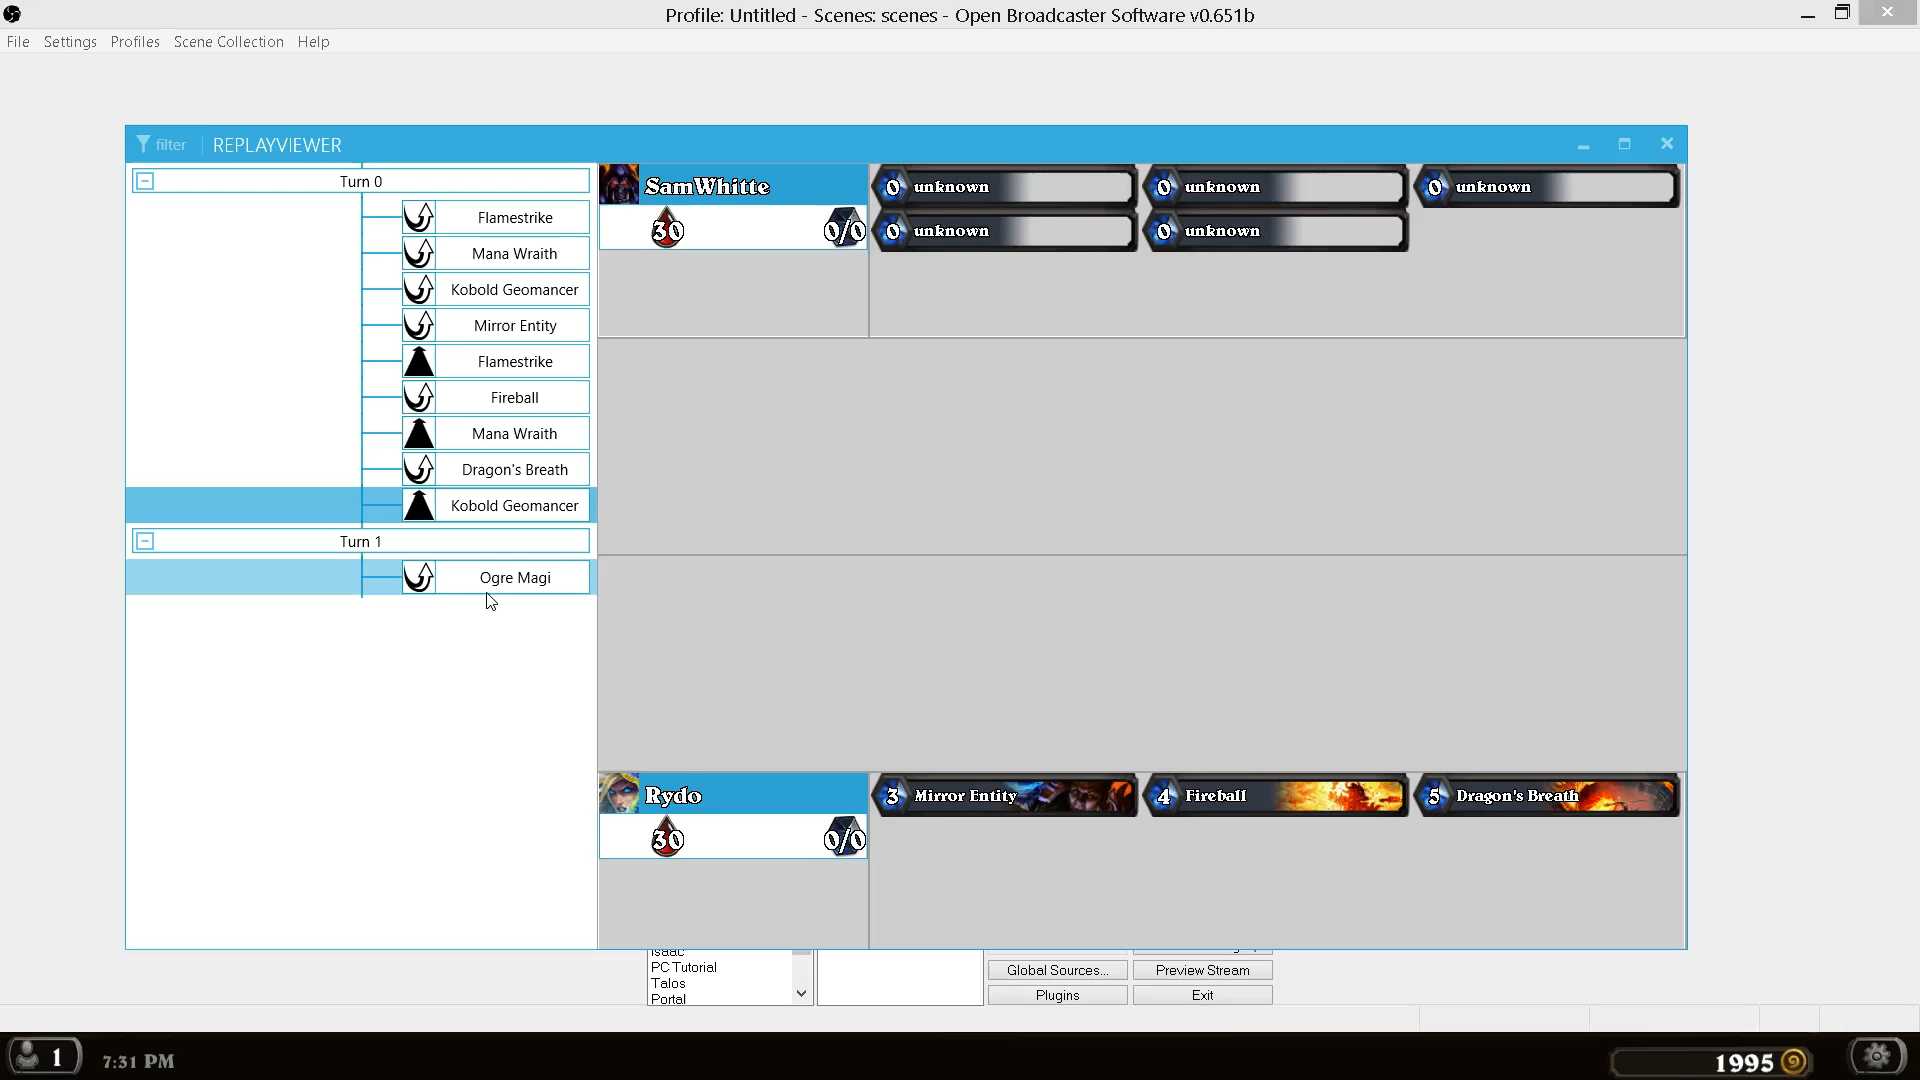 Profile: Untitled - Scenes: scenes - Open Broadcaster Software v0.651b
File Settings Profiles Scene Collection Help
filter REPLAYVIEWER
Turn 0
Flamestrike
Mana Wraith
Kobold Geomancer
Mirror Entity
Flamestrike
Fireball
Mana Wraith
Dragon's Breath
Kobold Geomancer
Turn 1
Ogre Magi
SamWhitte
30 0/0
0 unknown 0 unknown 0 unknown
0 unknown 0 unknown
Rydo
30 0/0
3 Mirror Entity 4 Fireball 5 Dragon's Breath
Isaac
PC Tutorial
Talos
Portal
Global Sources... Preview Stream
Plugins Exit
1 7:31 PM 1995